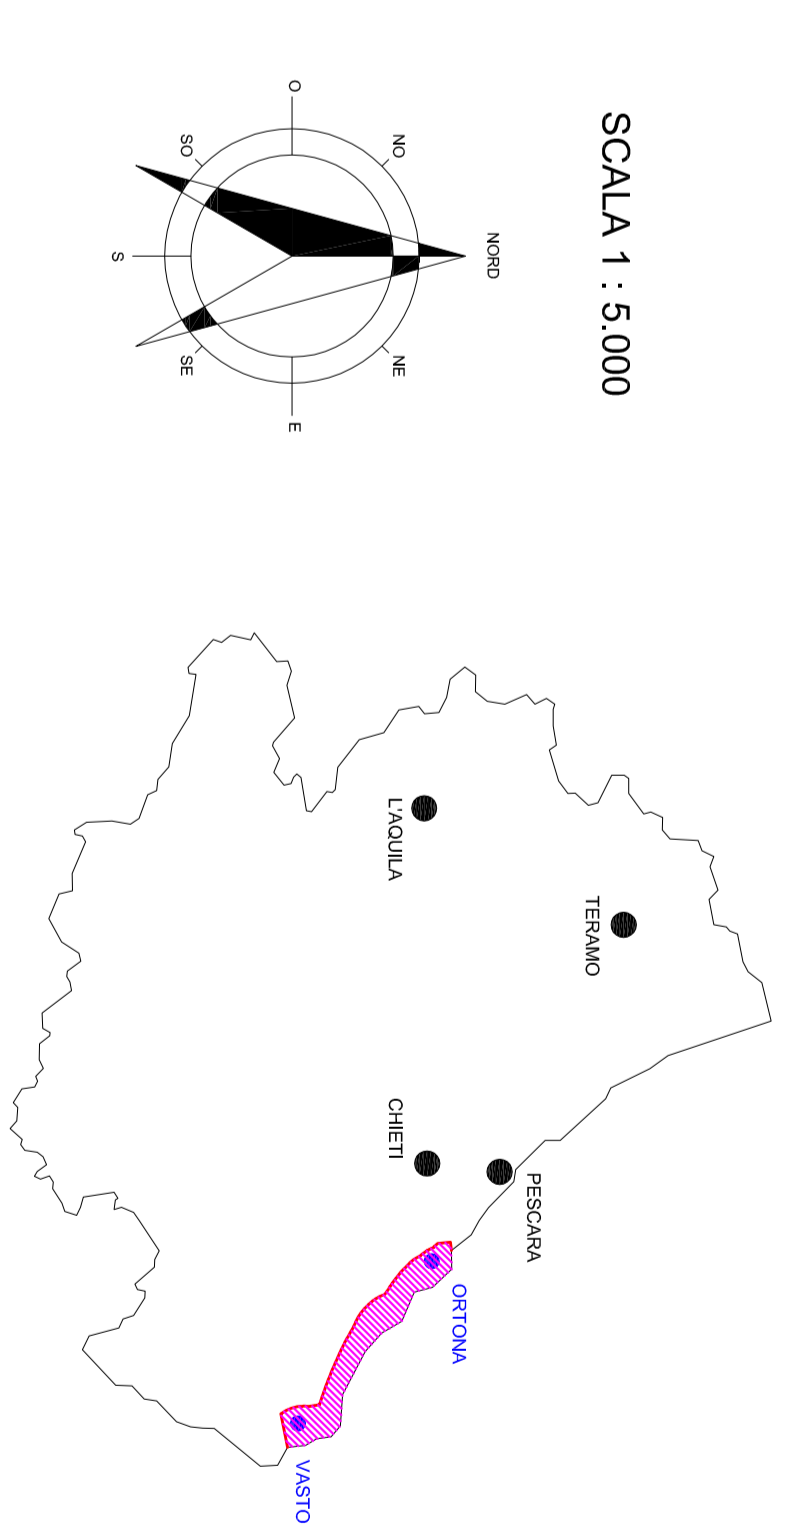 SCALA 1 : 5.000
NORD
NO
NE
O
E
SO
SE
S
TERAMO
L'AQUILA
PESCARA
CHIETI
ORTONA
VASTO